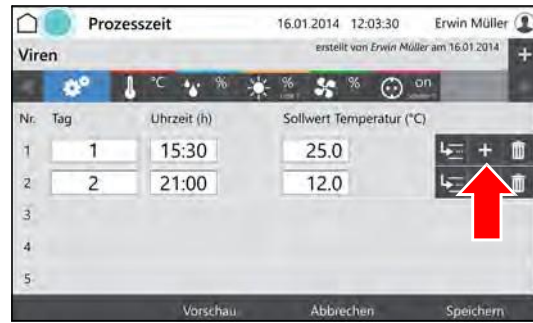 Prozesszeit 16.01.2014 12:03:30 Erwin Müller
Viren erstellt von Erwin Müller am 16.01.2014 +
°C % % % on
Nr. Tag Uhrzeit (h) Sollwert Temperatur (°C)
1 1 15:30 25.0 +
2 2 21:00 12.0
3
4
5
Vorschau Abbrechen Speichern